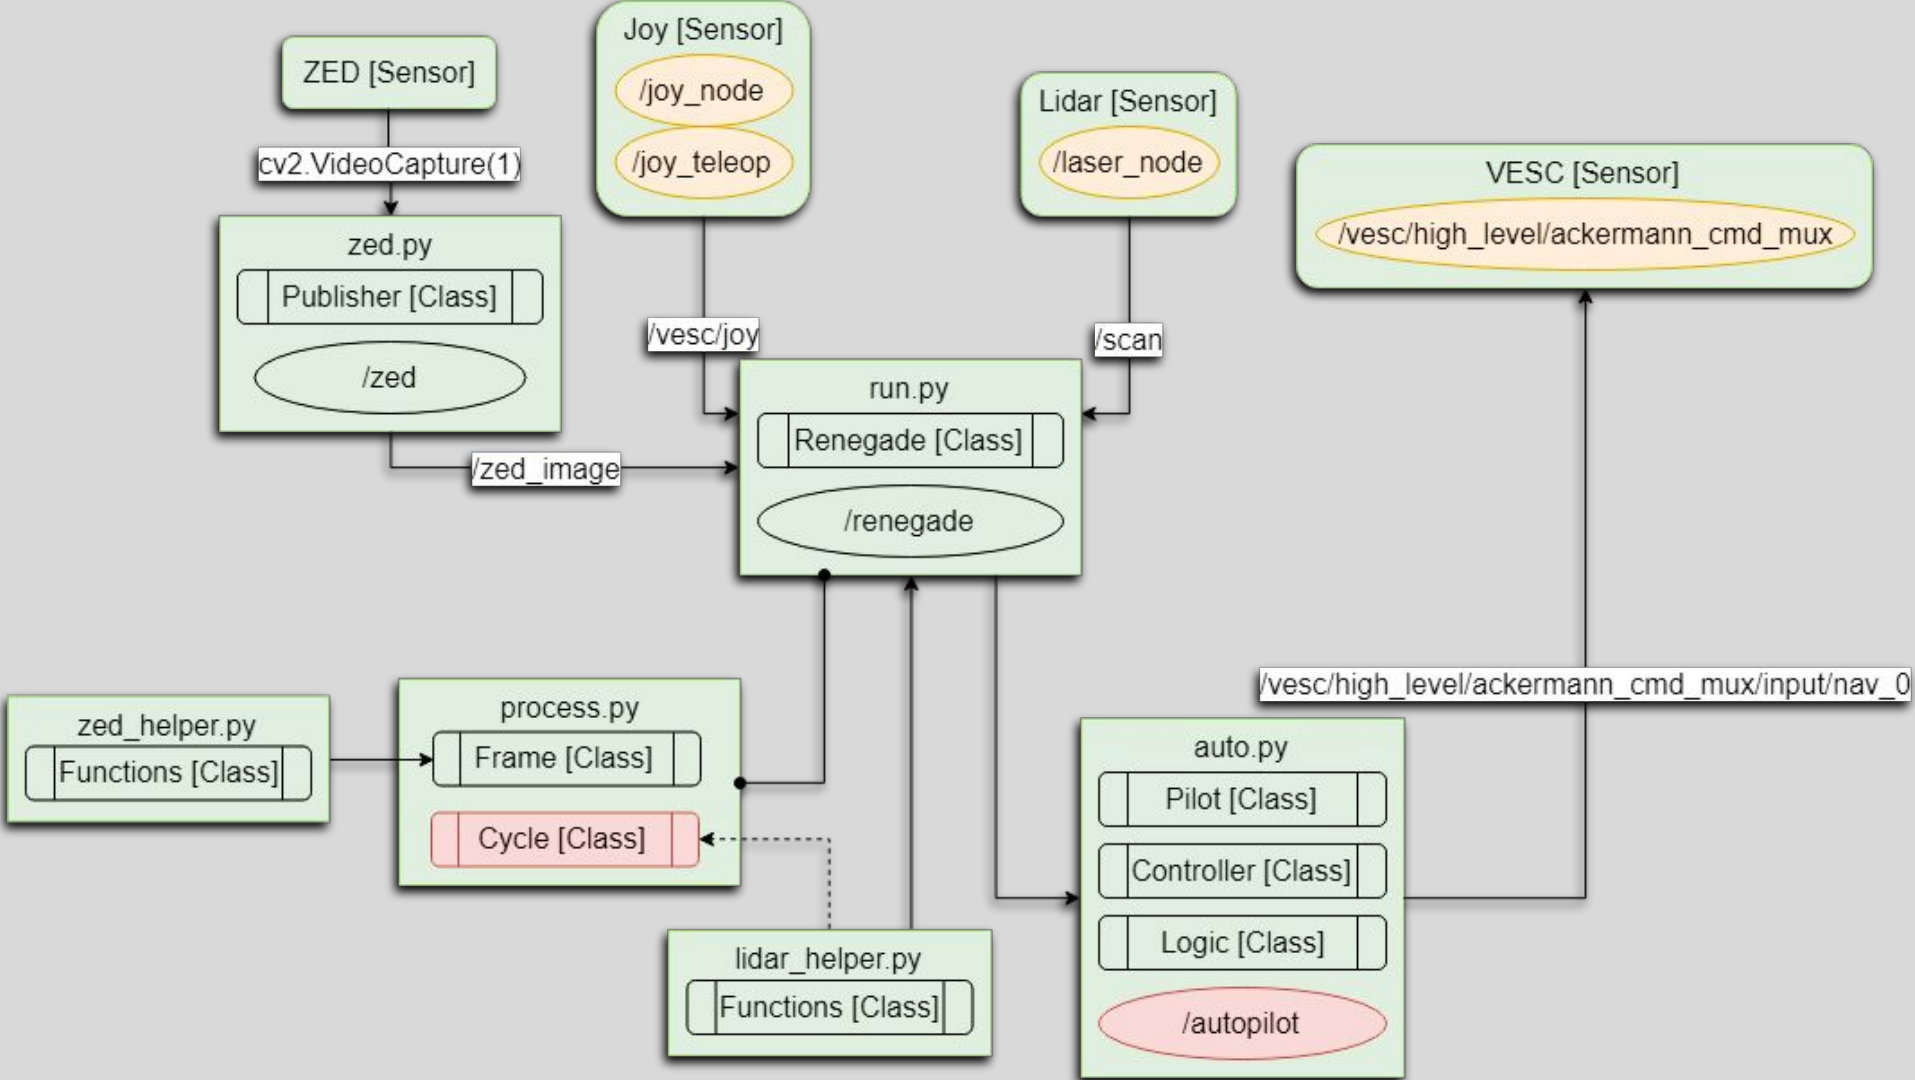 Joy [Sensor]
ZED [Sensor]
/joy_node
Lidar [Sensor]
cv2.VideoCapture(1)
/joy_teleop
/laser_node
VESC [Sensor]
/vesc/high_level/ackermann_cmd_mux
zed.py
Publisher [Class]
/zed
/vesc/joy
/scan
run.py
Renegade [Class]
/zed_image
/renegade
/vesc/high_level/ackermann_cmd_mux/input/nav_0
zed_helper.py
Functions [Class]
process.py
Frame [Class]
Cycle [Class]
auto.py
Pilot [Class]
Controller [Class]
Logic [Class]
/autopilot
lidar_helper.py
Functions [Class]